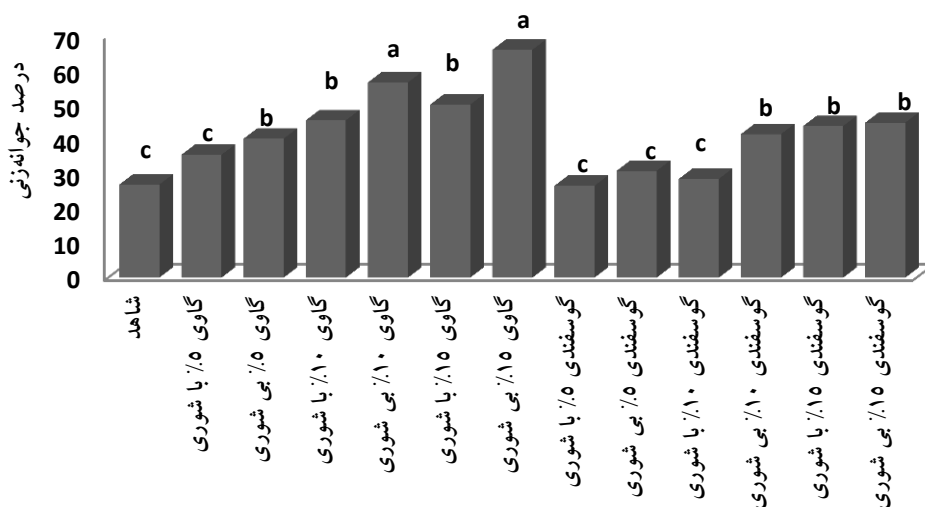 درصد جوانه‌زنی
70
60
50
40
30
20
10
0
c
c
b
b
a
b
a
c
c
c
b
b
b
شاهد
گاوی ۵٪ با شوری
گاوی ۵٪ بی شوری
گاوی ۱۰٪ با شوری
گاوی ۱۰٪ بی شوری
گاوی ۱۵٪ با شوری
گاوی ۱۵٪ بی شوری
گوسفندی ۵٪ با شوری
گوسفندی ۵٪ بی شوری
گوسفندی ۱۰٪ با شوری
گوسفندی ۱۰٪ بی شوری
گوسفندی ۱۵٪ با شوری
گوسفندی ۱۵٪ بی شوری